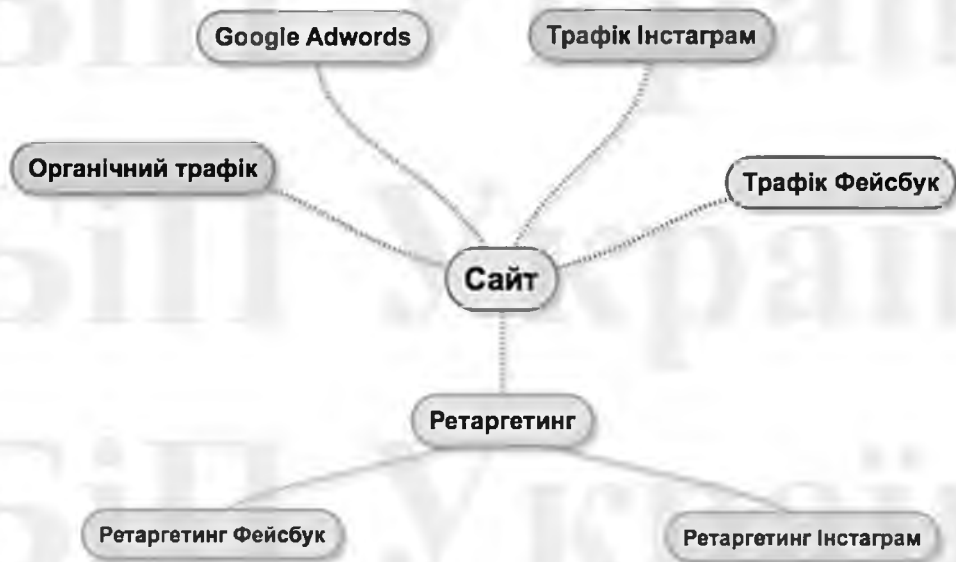 Google Adwords
Трафік Інстаграм
Органічний трафік
Трафік Фейсбук
Сайт
Ретаргетинг
Ретаргетинг Фейсбук
Ретаргетинг Інстаграм